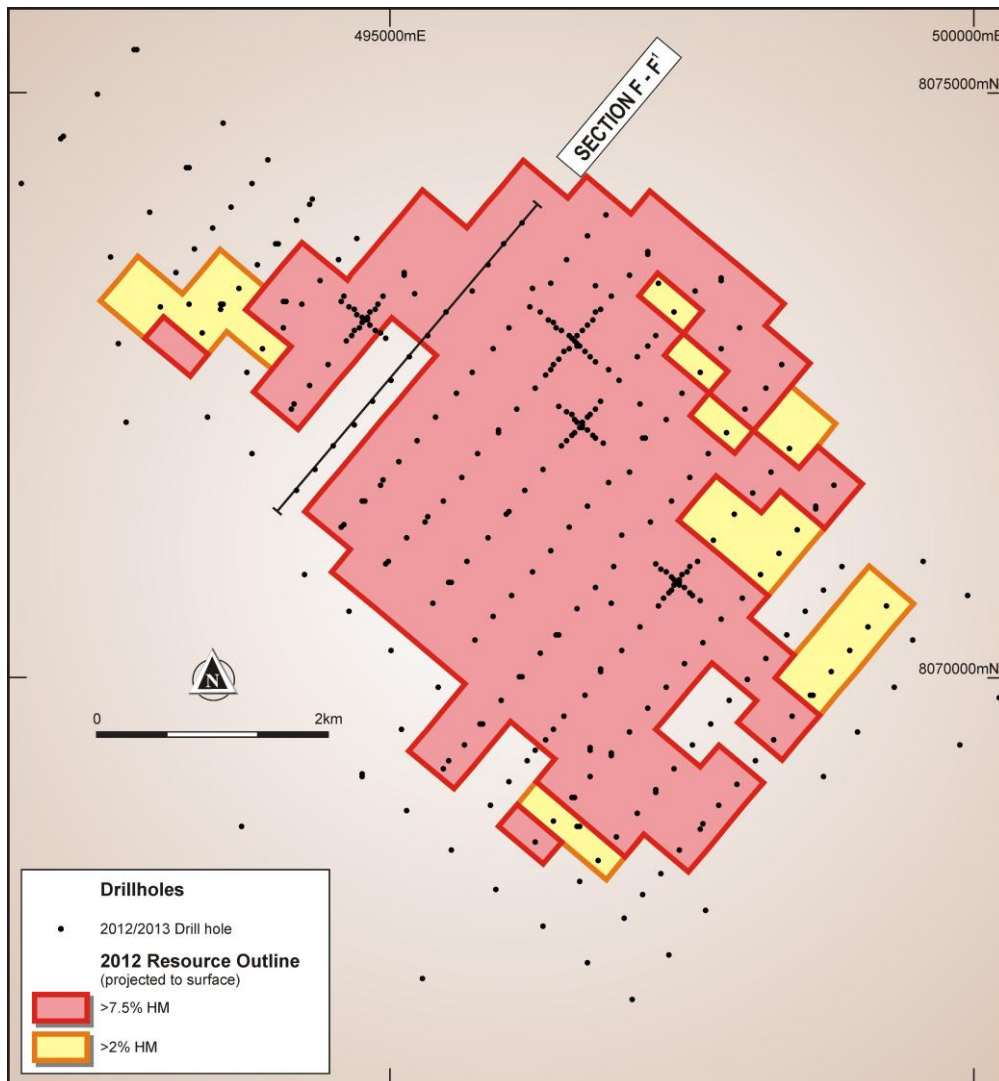 495000mE
500000mE
8075000mN
SECTION F - F¹
8070000mN
N
0 2km
Drillholes
2012/2013 Drill hole
2012 Resource Outline
(projected to surface)
>7.5% HM
>2% HM